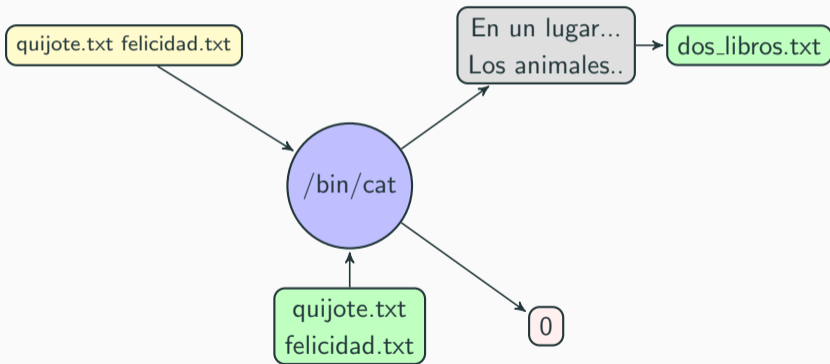 quijote.txt felicidad.txt
En un lugar...
Los animales..
dos_libros.txt
/bin/cat
quijote.txt
felicidad.txt
0